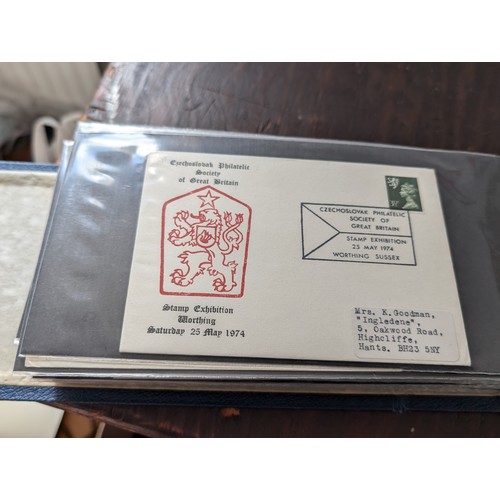 Czechoslovak Philatelic
Society
of Great Britain
Stamp Exhibition
Worthing
Saturday 25 May 1974
CZECHOSLOVAK PHILATELIC
SOCIETY OF
GREAT BRITAIN
STAMP EXHIBITION
25 MAY 1974
WORTHING SUSSEX
Mrs. K. Goodman,
"Ingledene",
5, Oakwood Road,
Highcliffe,
Hants. BH23 5NY